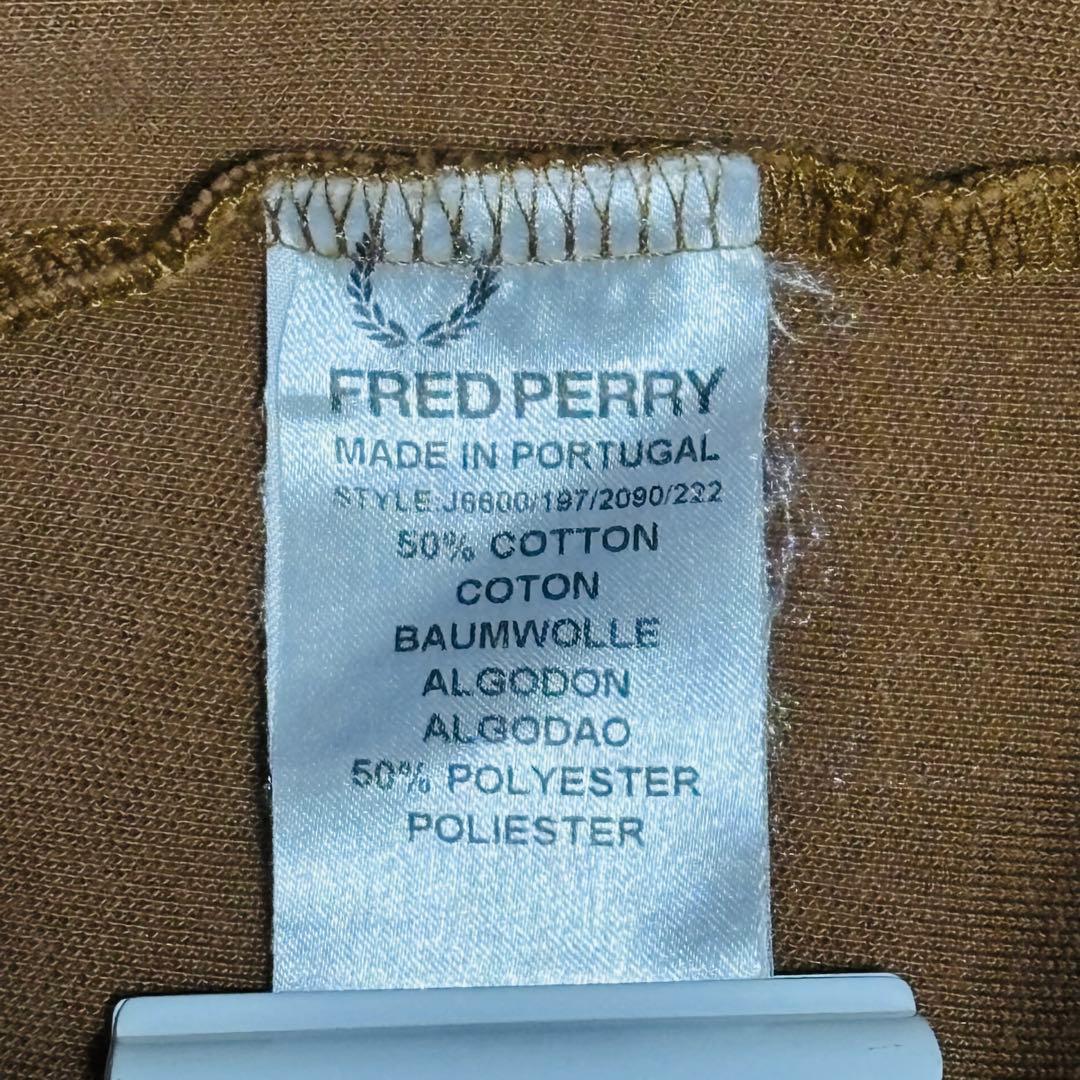 FRED PERRY
MADE IN PORTUGAL
STYLE:J6600/197/2090/222
50% COTTON
COTON
BAUMWOLLE
ALGODON
ALGODAO
50% POLYESTER
POLIESTER